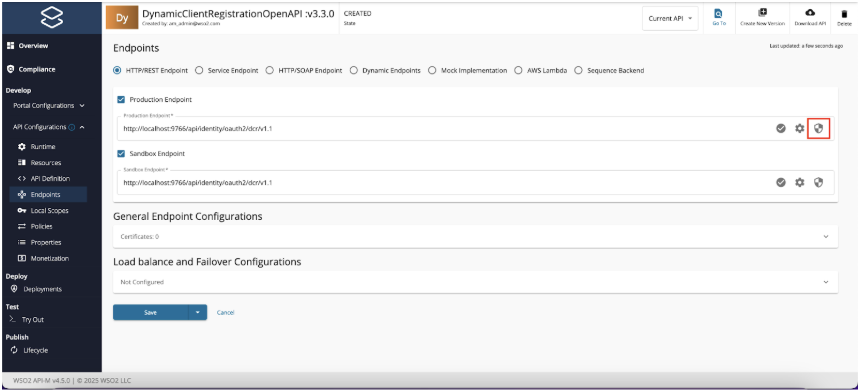 Dy
DynamicClientRegistrationOpenAPI :v3.3.0
Created by: am_admin@wso2.com
CREATED
State
Current API
Go To
Create New Version
Download API
Delete
Overview
Compliance
Develop
Portal Configurations
API Configurations
Runtime
Resources
API Definition
Endpoints
Local Scopes
Policies
Properties
Monetization
Deploy
Deployments
Test
Try Out
Publish
Lifecycle
Endpoints
Last updated: a few seconds ago
HTTP/REST Endpoint Service Endpoint HTTP/SOAP Endpoint Dynamic Endpoints Mock Implementation AWS Lambda Sequence Backend
Production Endpoint
Production Endpoint*
http://localhost:9766/api/identity/oauth2/dcr/v1.1
Sandbox Endpoint
Sandbox Endpoint*
http://localhost:9766/api/identity/oauth2/dcr/v1.1
General Endpoint Configurations
Certificates: 0
Load balance and Failover Configurations
Not Configured
Save
Cancel
WSO2 API-M v4.5.0 | © 2025 WSO2 LLC